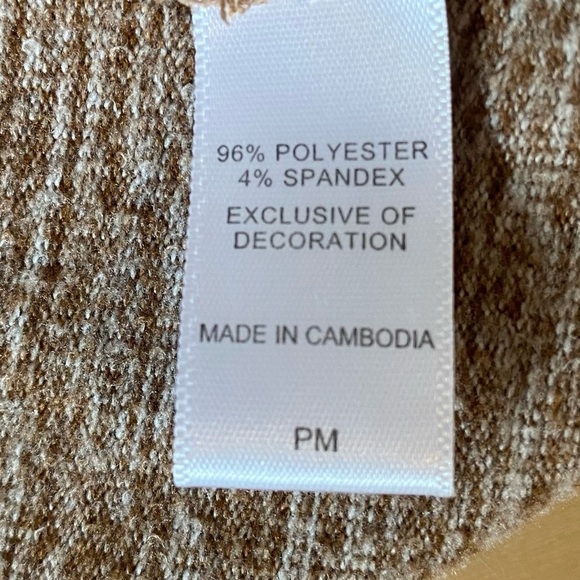 96% POLYESTER
4% SPANDEX
EXCLUSIVE OF
DECORATION
MADE IN CAMBODIA
PM